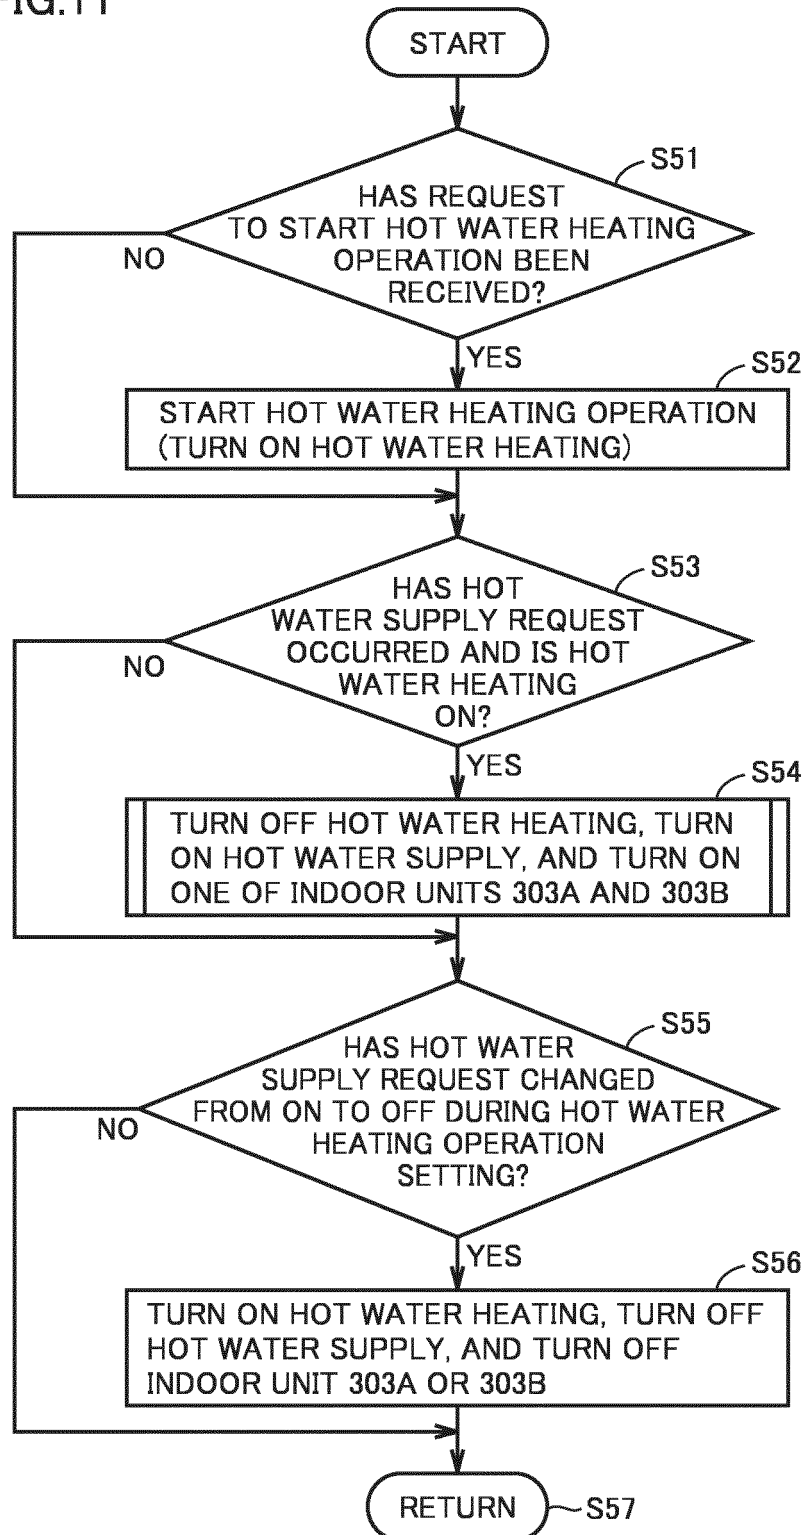 FIG.11
START
S51
HAS REQUEST
TO START HOT WATER HEATING
OPERATION BEEN
RECEIVED?
NO
YES
S52
START HOT WATER HEATING OPERATION
(TURN ON HOT WATER HEATING)
S53
HAS HOT
WATER SUPPLY REQUEST
OCCURRED AND IS HOT
WATER HEATING
ON?
NO
YES
S54
TURN OFF HOT WATER HEATING, TURN
ON HOT WATER SUPPLY, AND TURN ON
ONE OF INDOOR UNITS 303A AND 303B
S55
HAS HOT WATER
SUPPLY REQUEST CHANGED
FROM ON TO OFF DURING HOT WATER
HEATING OPERATION
SETTING?
NO
YES
S56
TURN ON HOT WATER HEATING, TURN OFF
HOT WATER SUPPLY, AND TURN OFF
INDOOR UNIT 303A OR 303B
RETURN
S57